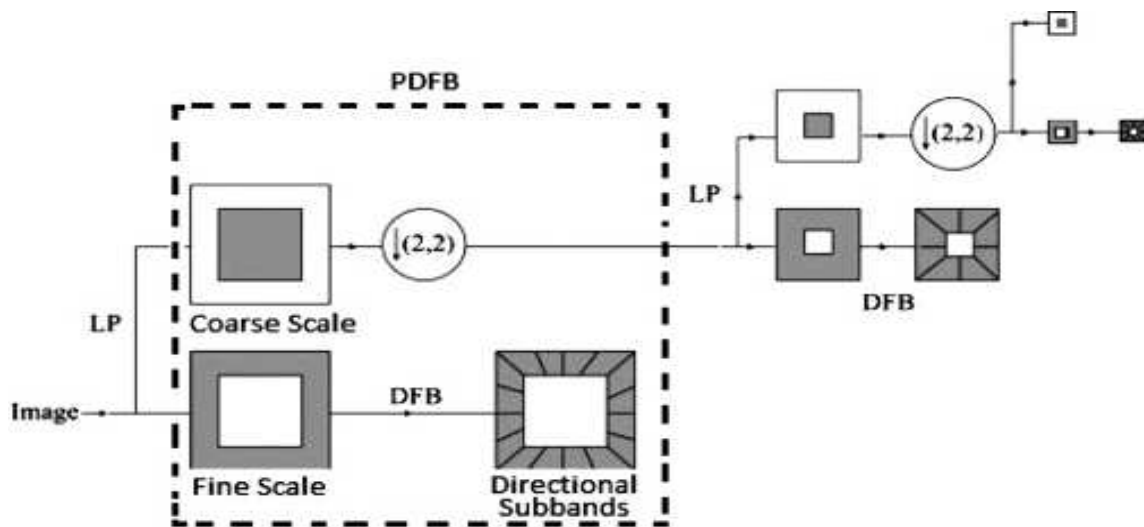 PDFB
↓(2,2)
LP
↓(2,2)
LP
Coarse Scale
DFB
Image
DFB
Fine Scale
Directional
Subbands